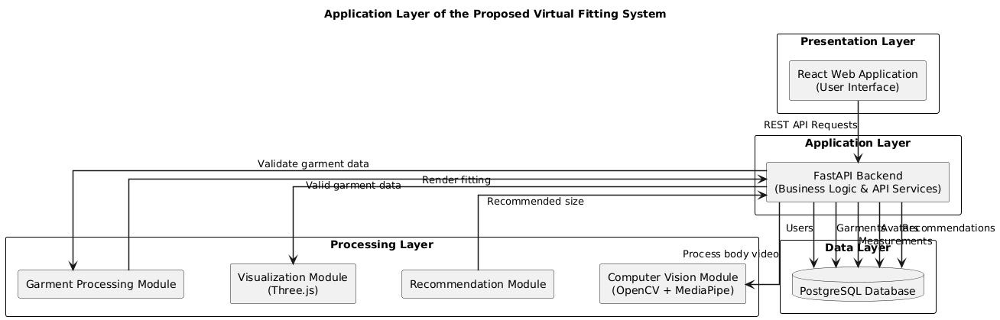 Application Layer of the Proposed Virtual Fitting System
Presentation Layer
React Web Application
(User Interface)
REST API Requests
Application Layer
FastAPI Backend
(Business Logic & API Services)
Validate garment data
Valid garment data
Render fitting
Recommended size
Users
Garments
Avatars
Recommendations
Measurements
Process body video
Processing Layer
Data Layer
Garment Processing Module
Visualization Module
(Three.js)
Recommendation Module
Computer Vision Module
(OpenCV + MediaPipe)
PostgreSQL Database